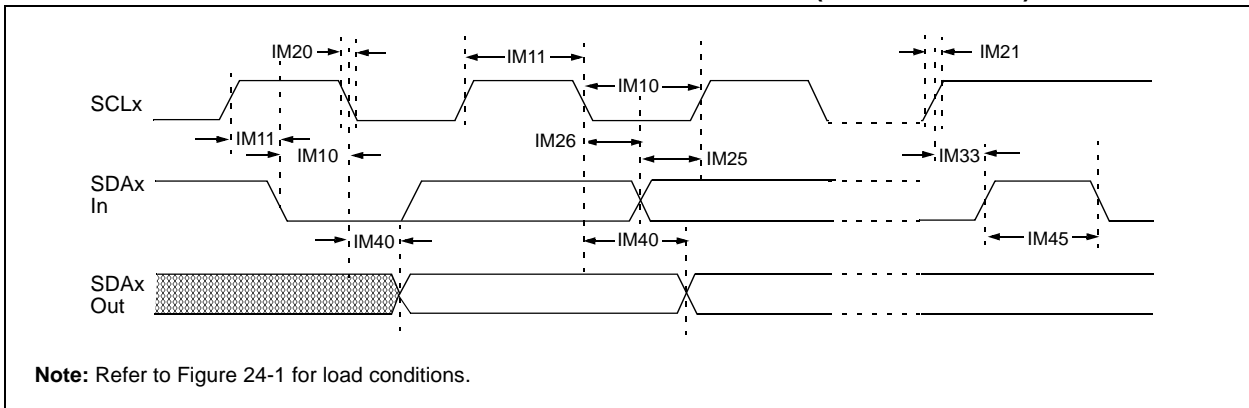 IM20
IM11
IM21
IM10
SCLx
IM11
IM26
IM10
IM25
IM33
SDAx
In
IM40
IM40
IM45
SDAx
Out
Note: Refer to Figure 24-1 for load conditions.